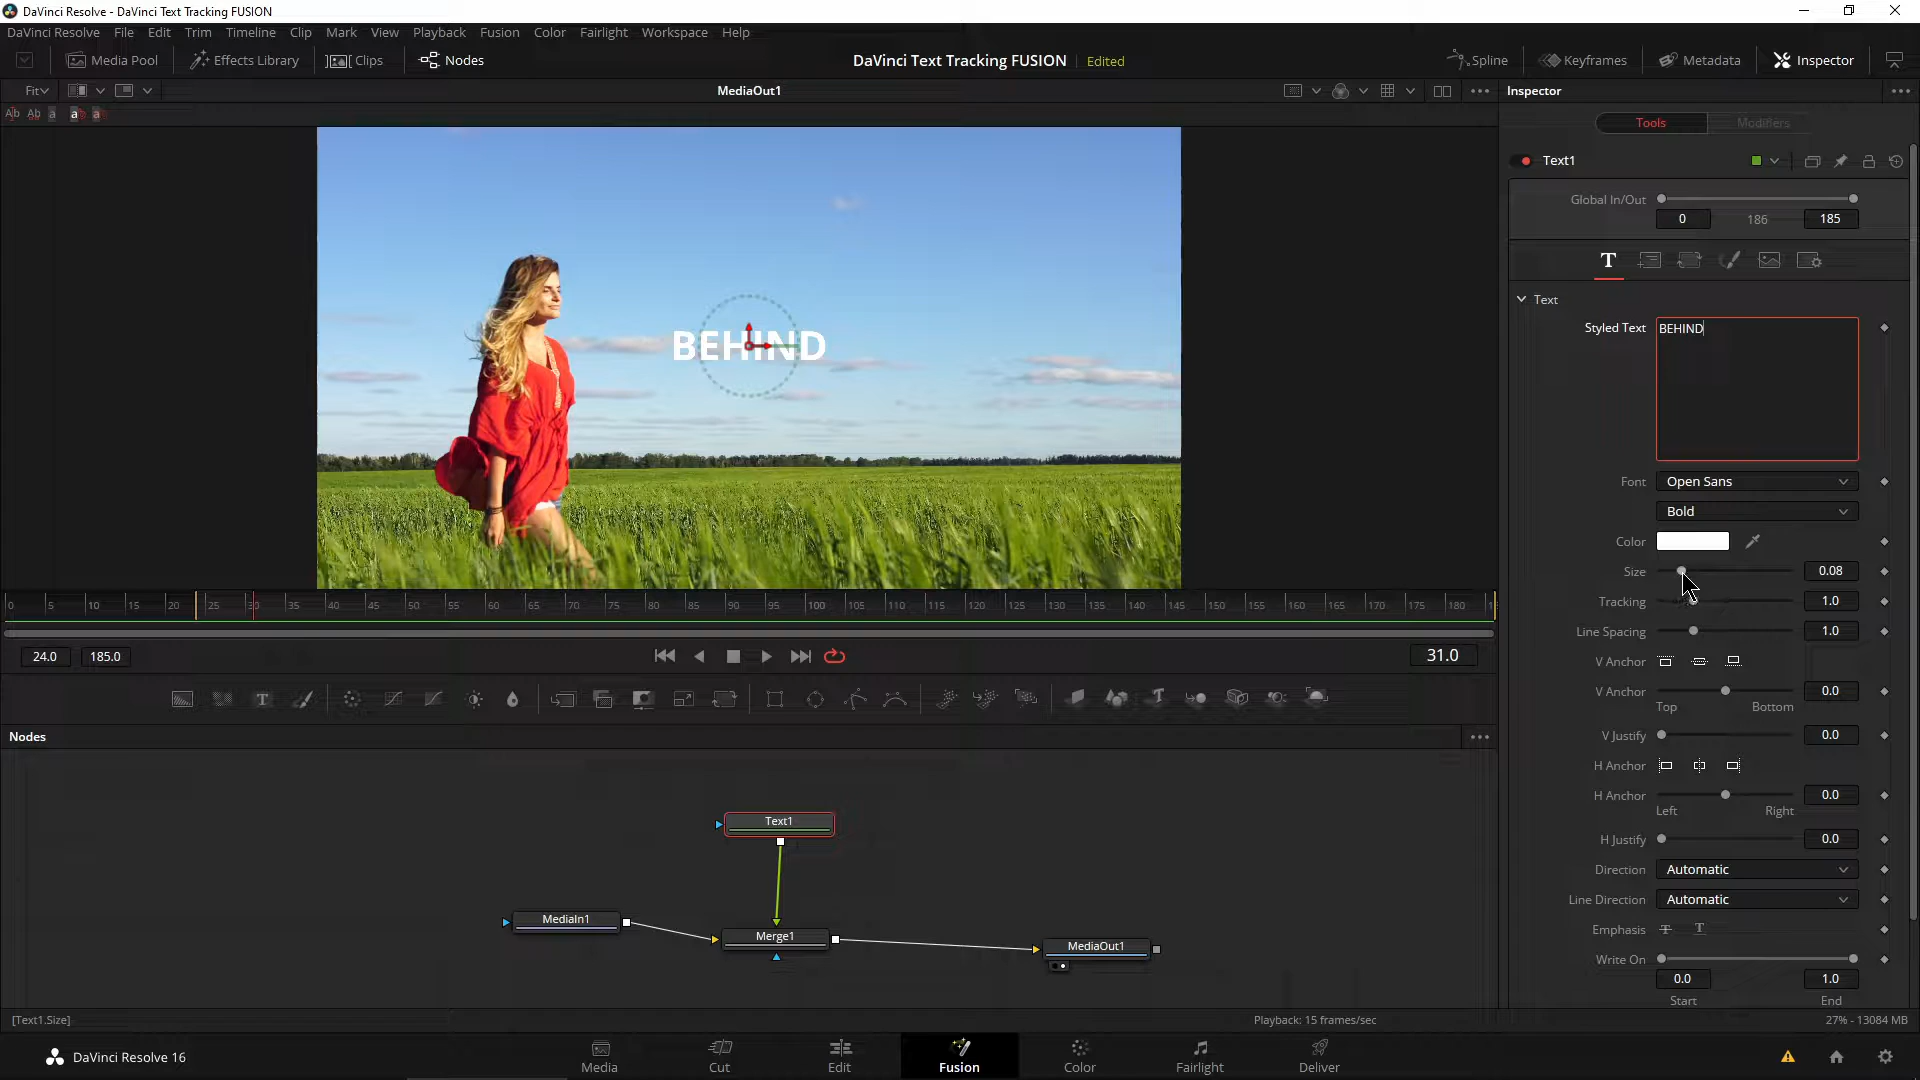 DaVinci Resolve - DaVinci Text Tracking FUSION
DaVinci Resolve File Edit Trim Timeline Clip Mark View Playback Fusion Color Fairlight Workspace Help
Media Pool Effects Library Clips Nodes DaVinci Text Tracking FUSION Edited Spline Keyframes Metadata Inspector
Fit MediaOut1 Inspector
Tools Modifiers
Text1
Global In/Out
0 186 185
T
Text
Styled Text BEHIND
BEHIND
Font Open Sans
Bold
Color
Size 0.08
Tracking 1.0
0 5 10 15 20 25 30 35 40 45 50 55 60 65 70 75 80 85 90 95 100 105 110 115 120 125 130 135 140 145 150 155 160 165 170 175 180
Line Spacing 1.0
24.0 185.0 31.0
V Anchor
V Anchor 0.0
Top Bottom
V Justify 0.0
Nodes
H Anchor
H Anchor 0.0
Left Right
Text1
H Justify 0.0
Direction Automatic
Line Direction Automatic
MediaIn1
Merge1
MediaOut1
Emphasis T T
Write On
0.0 1.0
Start End
[Text1.Size] Playback: 15 frames/sec 27% - 13084 MB
DaVinci Resolve 16 Media Cut Edit Fusion Color Fairlight Deliver